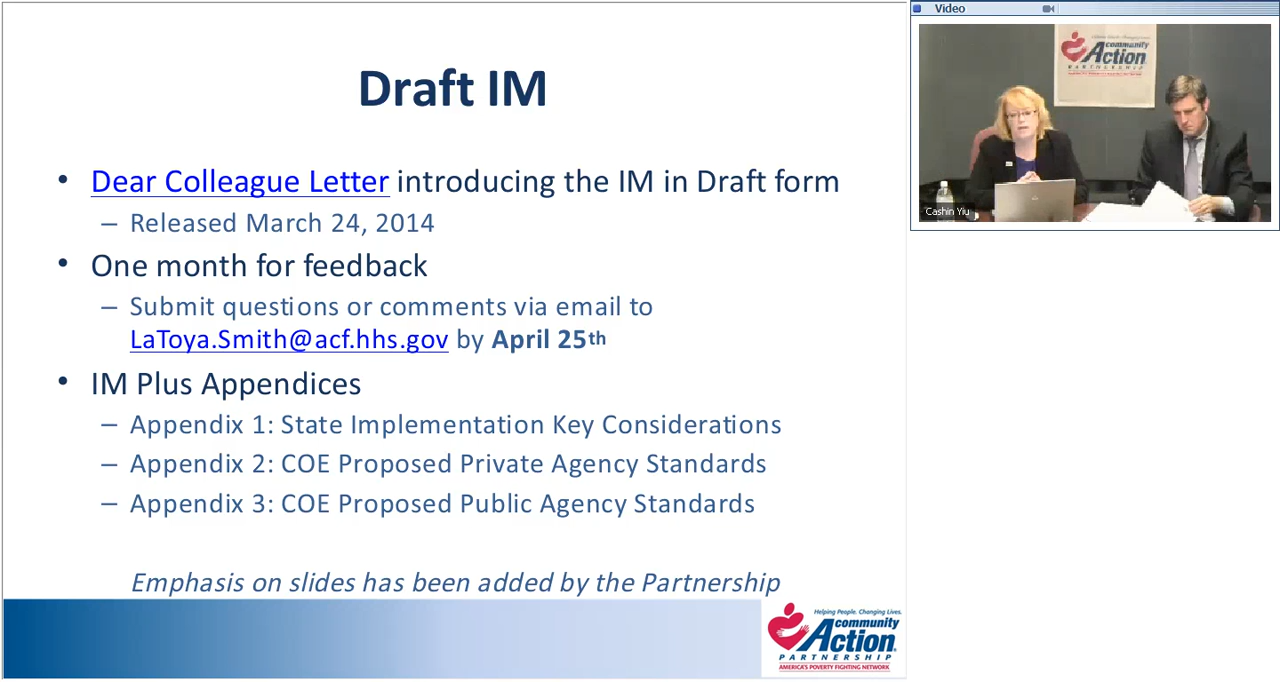 Draft IM
• Dear Colleague Letter introducing the IM in Draft form
– Released March 24, 2014
• One month for feedback
– Submit questions or comments via email to
LaToya.Smith@acf.hhs.gov by April 25th
• IM Plus Appendices
– Appendix 1: State Implementation Key Considerations
– Appendix 2: COE Proposed Private Agency Standards
– Appendix 3: COE Proposed Public Agency Standards
Emphasis on slides has been added by the Partnership
Helping People. Changing Lives.
community
Action
PARTNERSHIP
AMERICA'S POVERTY FIGHTING NETWORK
Video
community
Action
PARTNERSHIP
Cashin Yiu